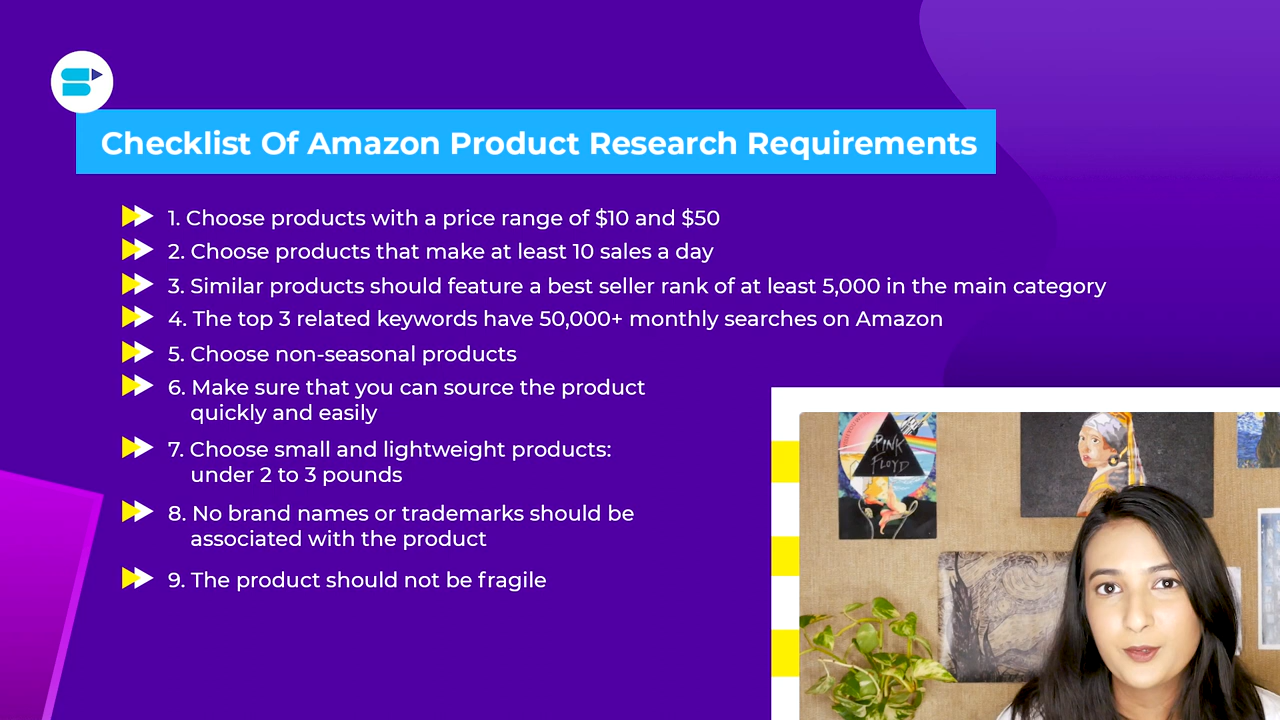 Checklist Of Amazon Product Research Requirements
1. Choose products with a price range of $10 and $50
2. Choose products that make at least 10 sales a day
3. Similar products should feature a best seller rank of at least 5,000 in the main category
4. The top 3 related keywords have 50,000+ monthly searches on Amazon
5. Choose non-seasonal products
6. Make sure that you can source the product
quickly and easily
7. Choose small and lightweight products:
under 2 to 3 pounds
8. No brand names or trademarks should be
associated with the product
9. The product should not be fragile
PINK
FLOYD